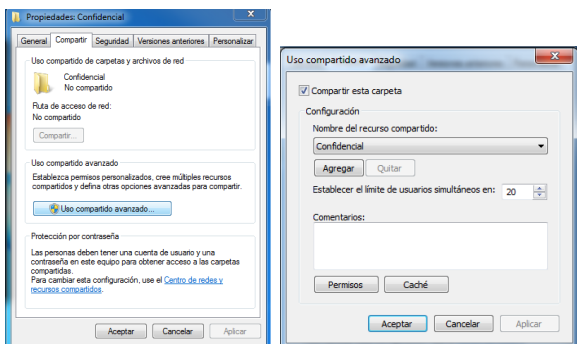 Propiedades: Confidencial
General Compartir Seguridad Versiones anteriores Personalizar
Uso compartido de carpetas y archivos de red
Confidencial
No compartido
Ruta de acceso
de red:
No compartido
Compartir...
Uso compartido avanzado
Establezca permisos personalizados, cree múltiples recursos
compartidos y defina otras opciones avanzadas para compartir.
Uso compartido avanzado...
Protección por contraseña
Las personas deben tener una cuenta de usuario y una
contraseña en este equipo para obtener acceso a las carpetas
compartidas.
Para cambiar esta configuración, use el Centro de redes y
recursos compartidos.
Aceptar Cancelar Aplicar
Uso compartido avanzado
Compartir esta carpeta
Configuración
Nombre del recurso compartido:
Confidencial
Agregar Quitar
Establecer el límite de usuarios simultáneos en: 20
Comentarios:
Permisos Caché
Aceptar Cancelar Aplicar